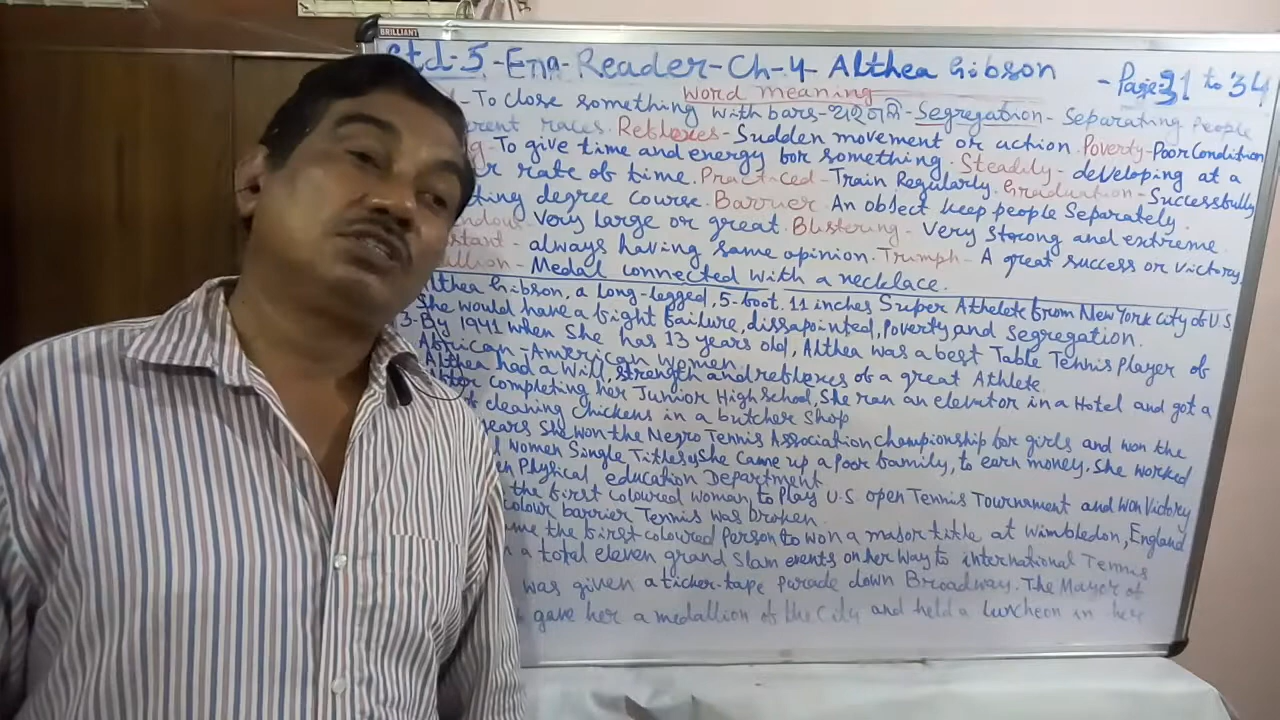 BRILLIANT
Std-5-Eng-Reader-Ch-4-Althea Gibson -Page:31 to 34
Word meaning
-To close something with bars- -Segregation- Separating People
erent races. Reflexes- Sudden movement or action. Poverty-Poor Condition
-To give time and energy for something. Steadily- developing at a
r rate of time. Practiced-Train Regularly. Graduation-Successfully
ting degree course. Barrier- An object keep people Separately.
endous-Very large or great. Blistering- Very strong and extreme.
stant- always having same opinion. Triumph- A great success or victory,
llion- Medal connected with a necklace.
Althea Gibson, a long-legged, 5-foot. 11 inches Super Athelete from New York City of U.S.
She would have a fight failure, dissapointed, Poverty, and segregation.
3-By 1941 when She has 13 years old, Althea was a best Table Tennis Player of
African-American women.
Althea had a Will, strength and reflexes of a great Athlete.
After completing her Junior High School, She ran an elevator in a Hotel and got a
cleaning chickens in a butcher shop
years She won the Negro Tennis Association Championship for girls and won the
women Single Titles, She came up a Poor family, to earn money. She worked
en Physical education Department
the first coloured woman to Play U.S. open Tennis Tournament and won Victory
colour barrier Tennis was broken.
me the first coloured Person to won a major title at Wimbledon, England
a total eleven grand slam events on her way to international Tennis
was given a ticker-tape parade down Broadway. The Mayor of
gave her a medallion of the City and held a luncheon in her